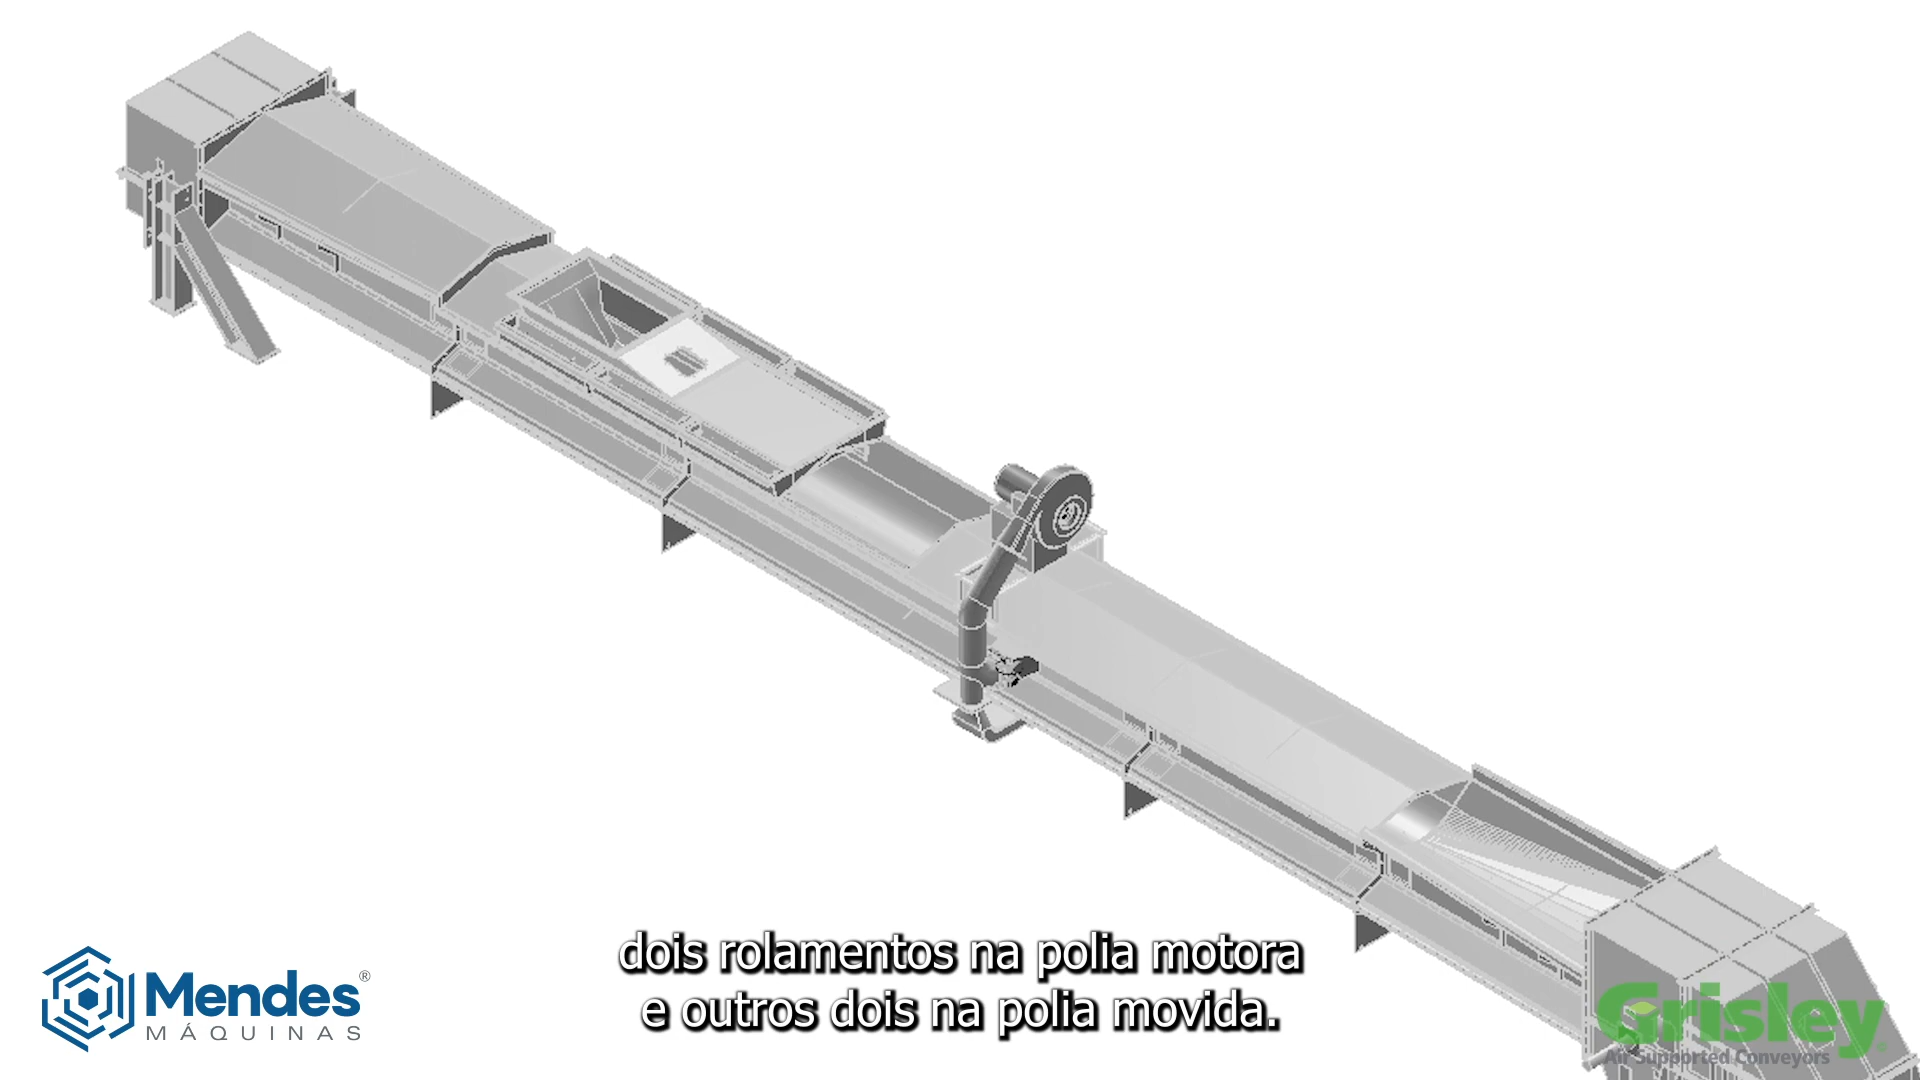 dois rolamentos na polia motora
e outros dois na polia movida.
Mendes®
MÁQUINAS
Grisley
Air Supported Conveyors